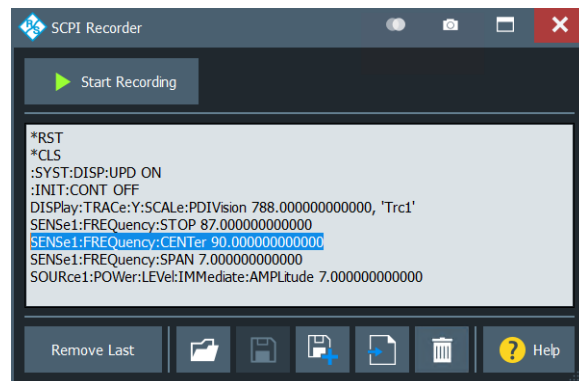 SCPI Recorder
Start Recording
*RST
*CLS
:SYST:DISP:UPD ON
:INIT:CONT OFF
DISPlay:TRACe:Y:SCALe:PDIVision 788.000000000000, 'Trc1'
SENSe1:FREQuency:STOP 87.000000000000
SENSe1:FREQuency:CENTer 90.000000000000
SENSe1:FREQuency:SPAN 7.000000000000
SOURce1:POWer:LEVel:IMMediate:AMPLitude 7.000000000000
Remove Last
? Help